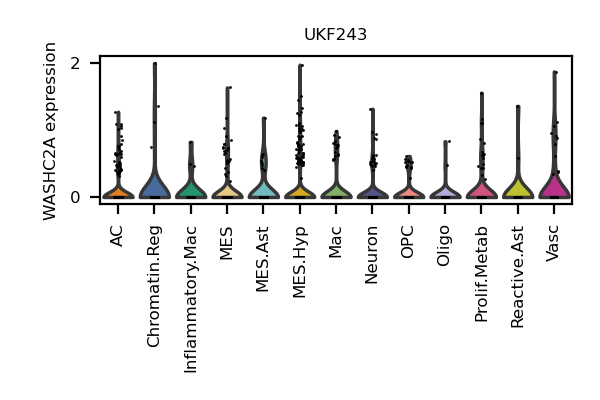 UKF243
WASHC2A expression
2
0
AC
Chromatin.Reg
Inflammatory.Mac
MES
MES.Ast
MES.Hyp
Mac
Neuron
OPC
Oligo
Prolif.Metab
Reactive.Ast
Vasc